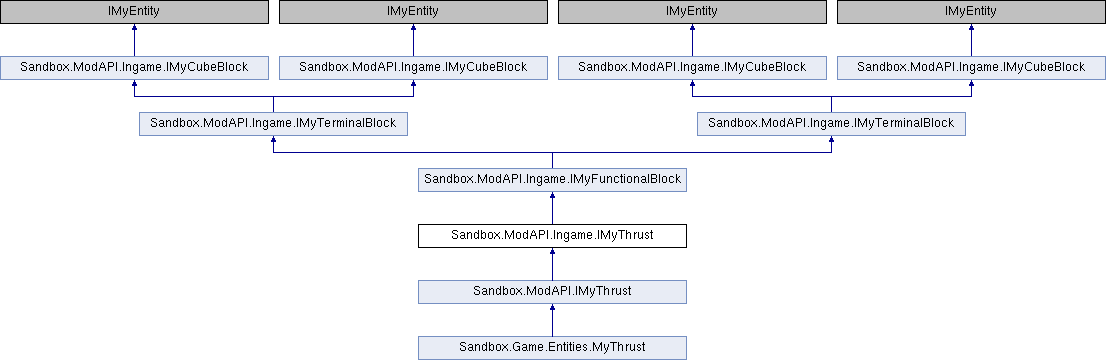 IMyEntity
IMyEntity
IMyEntity
IMyEntity
Sandbox.ModAPI.Ingame.IMyCubeBlock
Sandbox.ModAPI.Ingame.IMyCubeBlock
Sandbox.ModAPI.Ingame.IMyCubeBlock
Sandbox.ModAPI.Ingame.IMyCubeBlock
Sandbox.ModAPI.Ingame.IMyTerminalBlock
Sandbox.ModAPI.Ingame.IMyTerminalBlock
Sandbox.ModAPI.Ingame.IMyFunctionalBlock
Sandbox.ModAPI.Ingame.IMyThrust
Sandbox.ModAPI.IMyThrust
Sandbox.Game.Entities.MyThrust